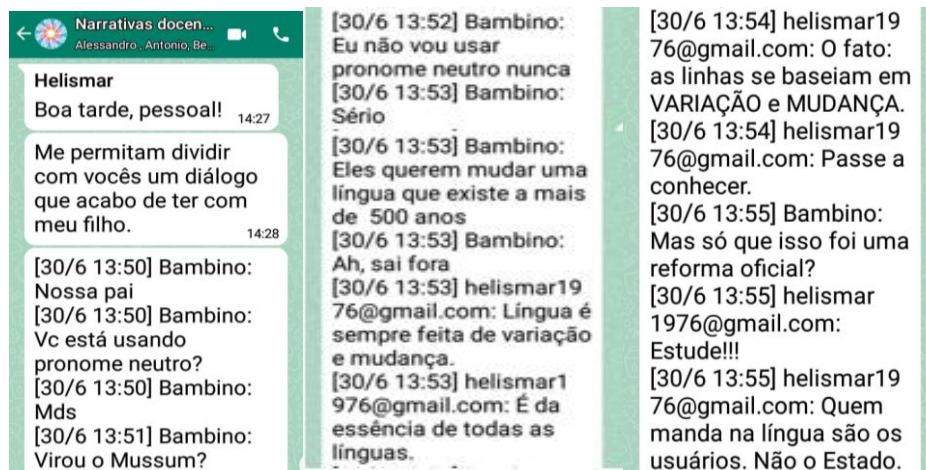 Narrativas docen...
Alessandro , Antonio, Be...
Helismar
Boa tarde, pessoal!
14:27
Me permitam dividir
com vocês um diálogo
que acabo de ter com
meu filho.
14:28
[30/6 13:50] Bambino:
Nossa pai
[30/6 13:50] Bambino:
Vc está usando
pronome neutro?
[30/6 13:50] Bambino:
Mds
[30/6 13:51] Bambino:
Virou o Mussum?
[30/6 13:52] Bambino:
Eu não vou usar
pronome neutro nunca
[30/6 13:53] Bambino:
Sério
[30/6 13:53] Bambino:
Eles querem mudar uma
língua que existe a mais
de 500 anos
[30/6 13:53] Bambino:
Ah, sai fora
[30/6 13:53] helismar19
76@gmail.com: Língua é
sempre feita de variação
e mudança.
[30/6 13:53] helismar1
976@gmail.com: É da
essência de todas as
línguas.
[30/6 13:54] helismar19
76@gmail.com: O fato:
as linhas se baseiam em
VARIAÇÃO e MUDANÇA.
[30/6 13:54] helismar19
76@gmail.com: Passe a
conhecer.
[30/6 13:55] Bambino:
Mas só que isso foi uma
reforma oficial?
[30/6 13:55] helismar
1976@gmail.com:
Estude!!!
[30/6 13:55] helismar19
76@gmail.com: Quem
manda na língua são os
usuários. Não o Estado.